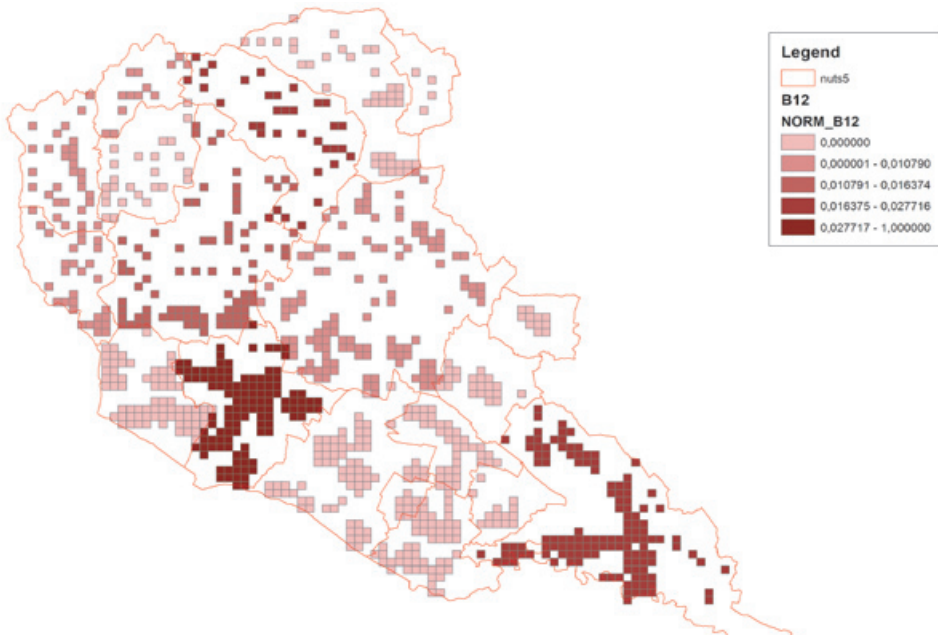 Legend
nuts5
B12
NORM_B12
0,000000
0,000001 - 0,010790
0,010791 - 0,016374
0,016375 - 0,027716
0,027717 - 1,000000